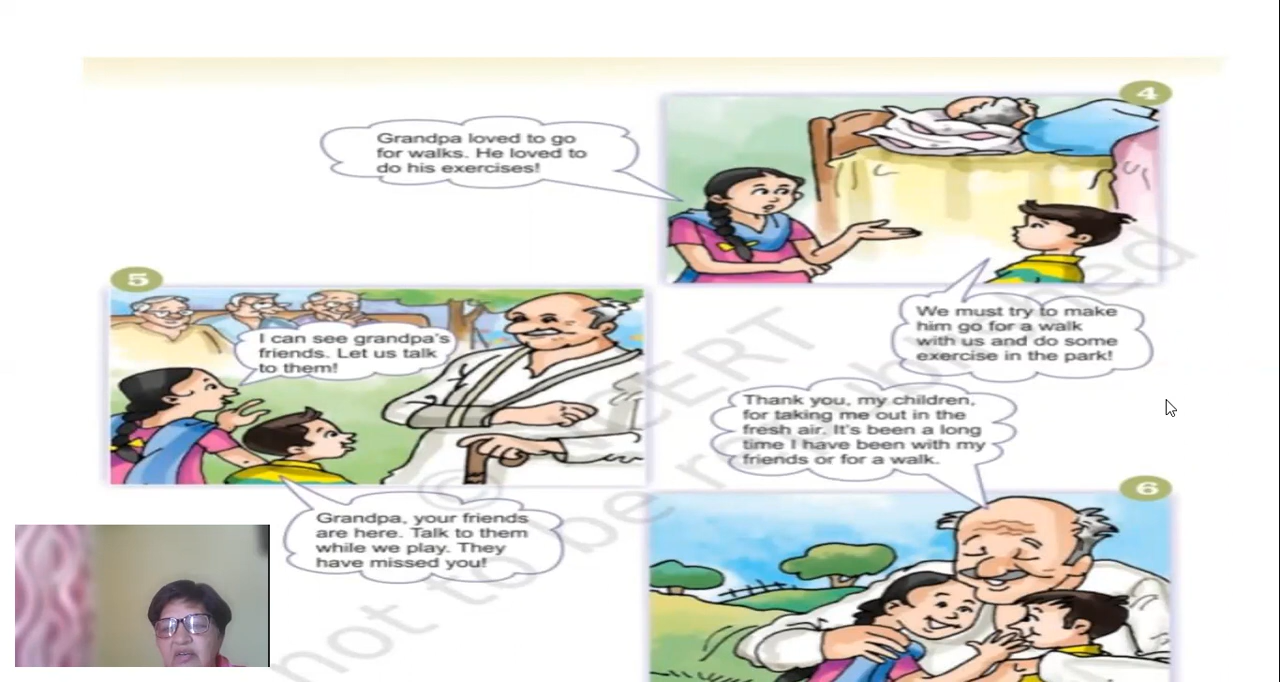 4
Grandpa loved to go
for walks. He loved to
do his exercises!
We must try to make
him go for a walk
with us and do some
exercise in the park!
5
I can see grandpa's
friends. Let us talk
to them!
Grandpa, your friends
are here. Talk to them
while we play. They
have missed you!
6
Thank you, my children,
for taking me out in the
fresh air. It's been a long
time I have been with my
friends or for a walk.
not to be republished